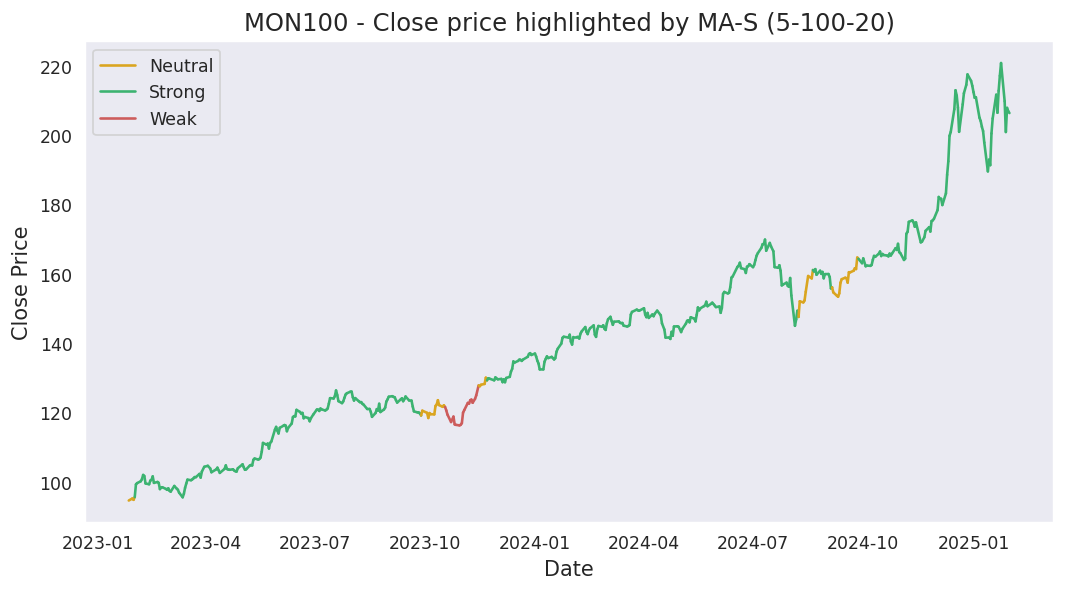 MON100 - Close price highlighted by MA-S (5-100-20)
Neutral
Strong
Weak
Close Price
220
200
180
160
140
120
100
2023-01 2023-04 2023-07 2023-10 2024-01 2024-04 2024-07 2024-10 2025-01
Date